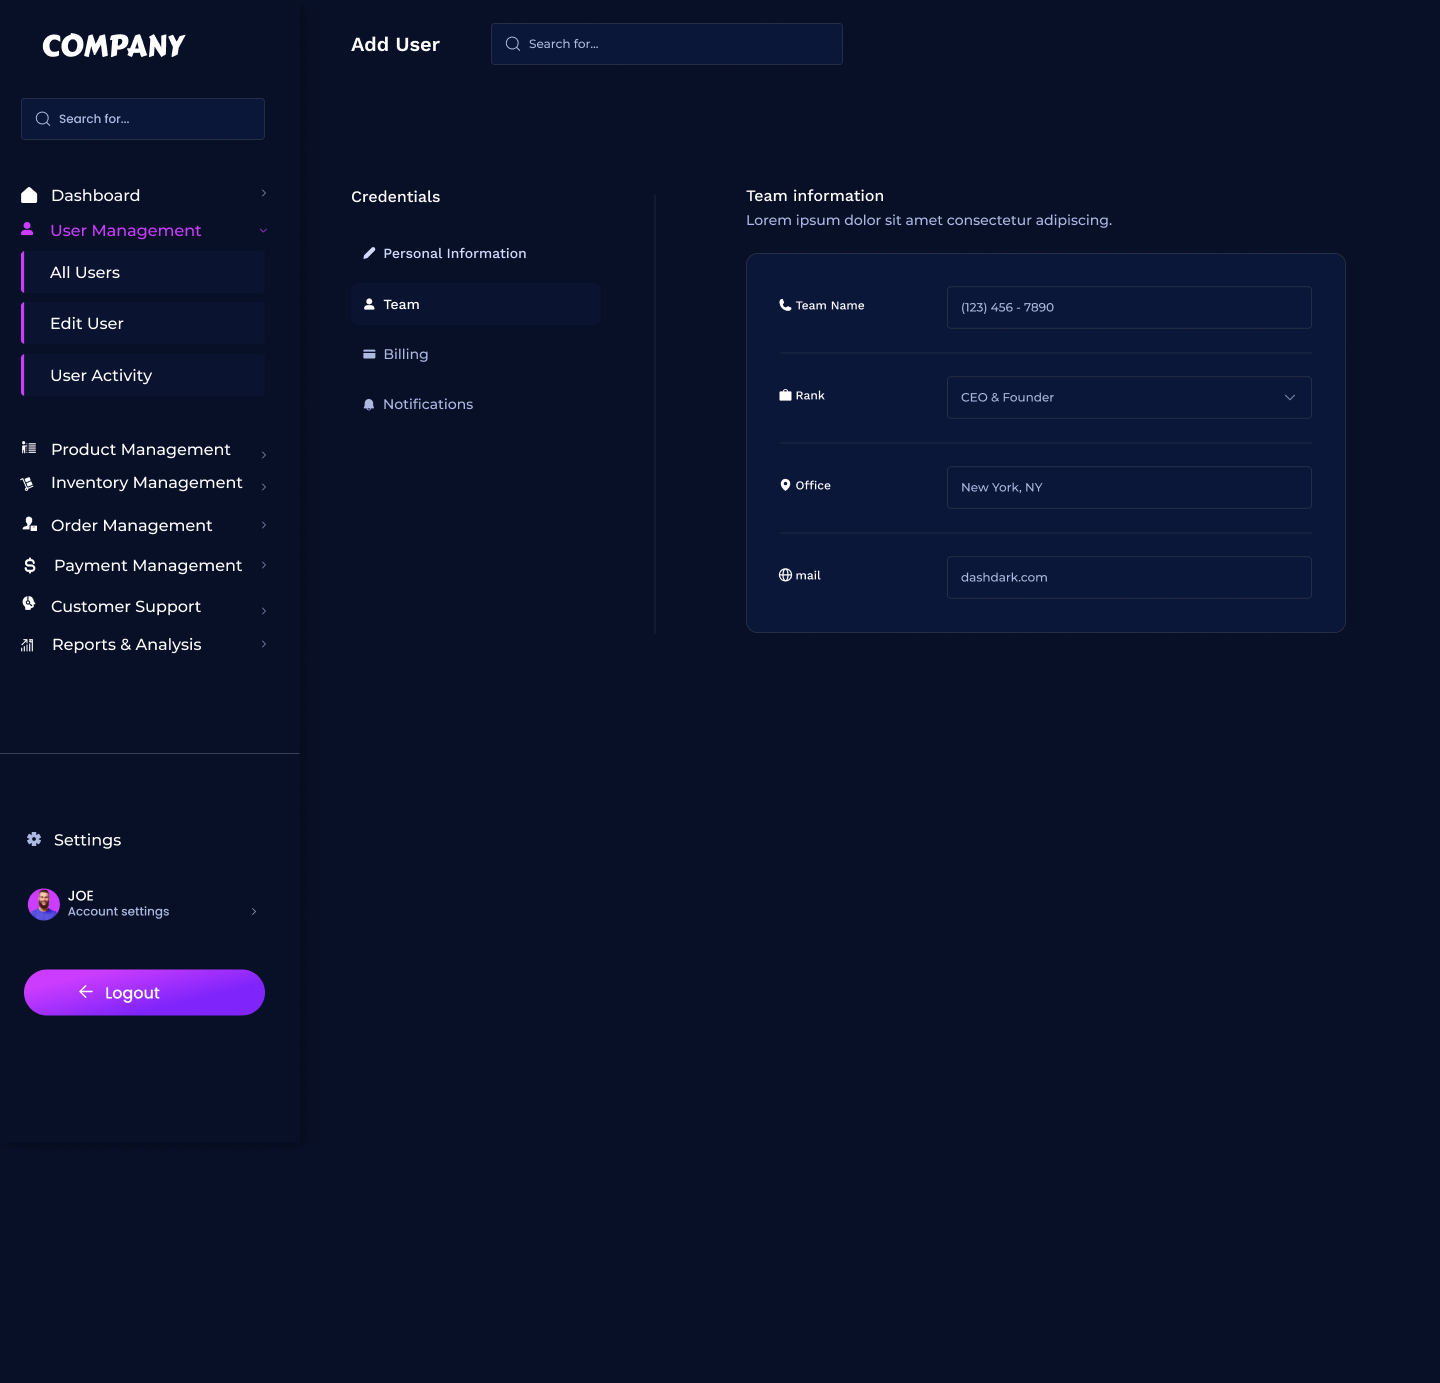 COMPANY
Search for...
Dashboard
User Management
All Users
Edit User
User Activity
Product Management
Inventory Management
Order Management
Payment Management
Customer Support
Reports & Analysis
Settings
JOE
Account settings
Logout
Add User
Search for...
Credentials
Personal Information
Team
Billing
Notifications
Team information
Lorem ipsum dolor sit amet consectetur adipiscing.
Team Name
(123) 456 - 7890
Rank
CEO & Founder
Office
New York, NY
mail
dashdark.com